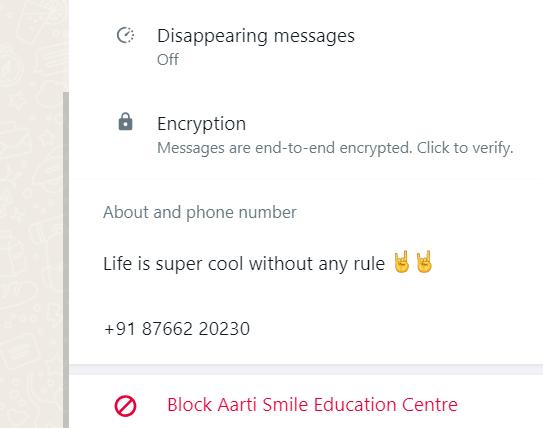 Disappearing messages
Off
Encryption
Messages are end-to-end encrypted. Click to verify.
About and phone number
Life is super cool without any rule 🤘🤘
+91 87662 20230
Block Aarti Smile Education Centre